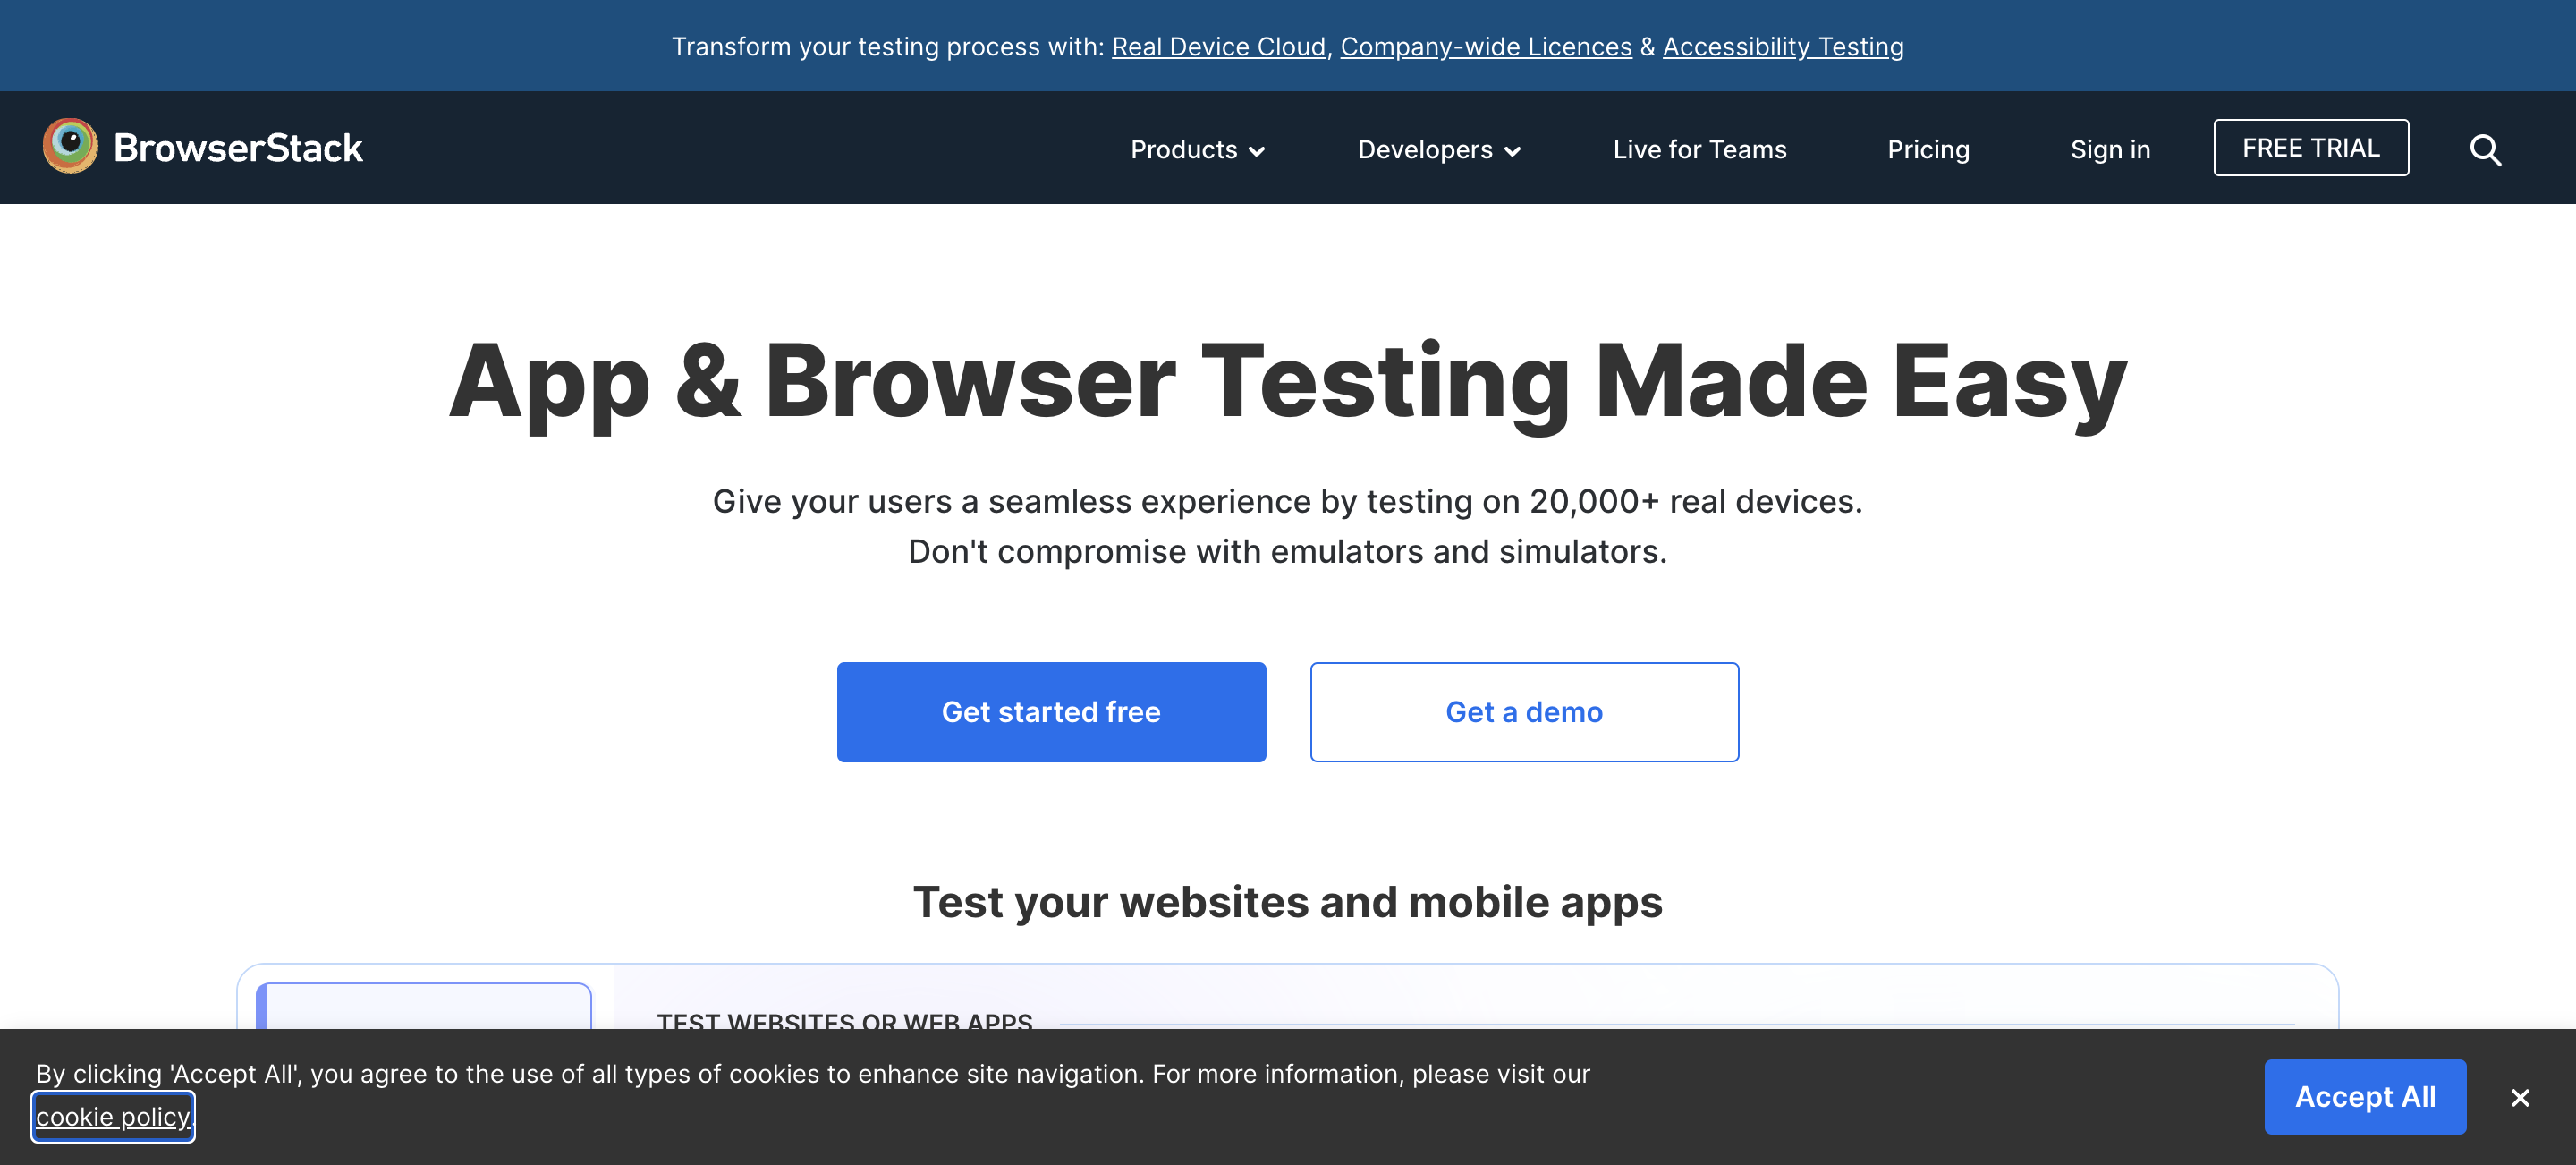 Transform your testing process with: Real Device Cloud, Company-wide Licences & Accessibility Testing
BrowserStack
Products
Developers
Live for Teams
Pricing
Sign in
FREE TRIAL
App & Browser Testing Made Easy
Give your users a seamless experience by testing on 20,000+ real devices.
Don't compromise with emulators and simulators.
Get started free
Get a demo
Test your websites and mobile apps
TEST WEBSITES OR WEB APPS
By clicking 'Accept All', you agree to the use of all types of cookies to enhance site navigation. For more information, please visit our
cookie policy.
Accept All